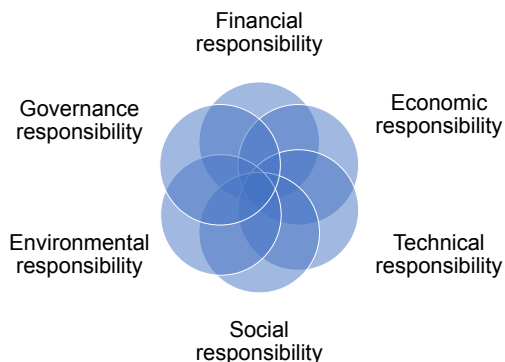 Financial
responsibility
Economic
responsibility
Technical
responsibility
Social
responsibility
Environmental
responsibility
Governance
responsibility